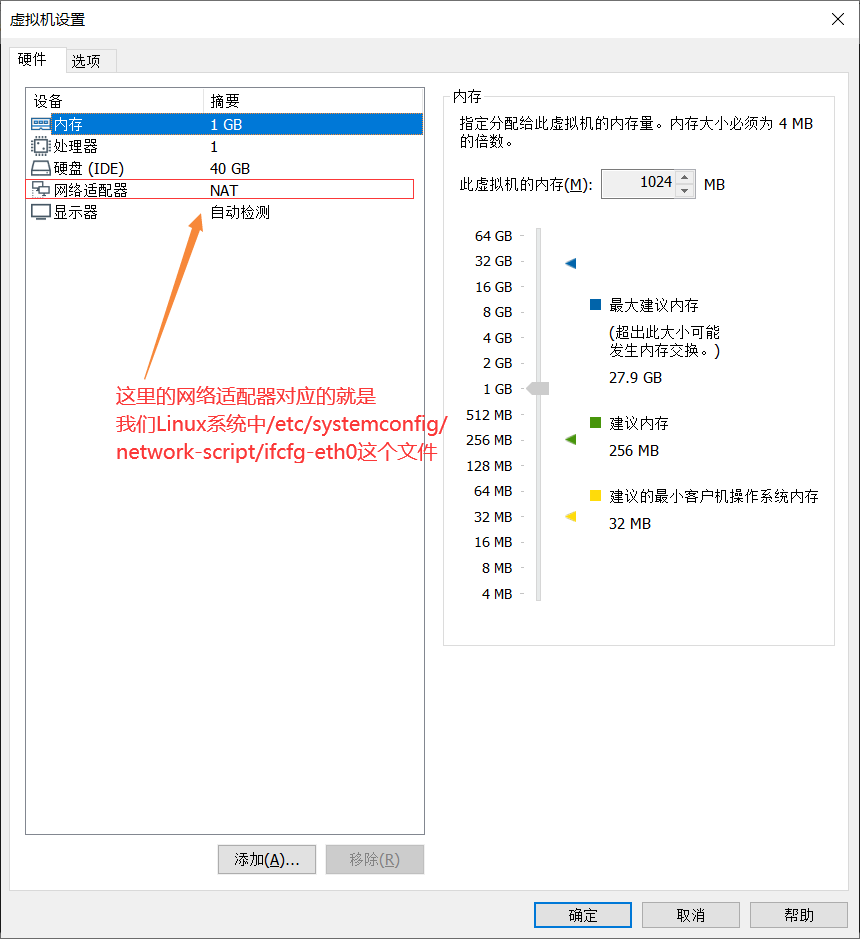 虚拟机设置
硬件 选项
设备 摘要
内存 1 GB
处理器 1
硬盘 (IDE) 40 GB
网络适配器 NAT
显示器 自动检测
这里的网络适配器对应的就是
我们Linux系统中/etc/systemconfig/
network-script/ifcfg-eth0这个文件
添加(A)... 移除(R)
内存
指定分配给此虚拟机的内存量。内存大小必须为 4 MB
的倍数。
此虚拟机的内存(M): 1024 MB
64 GB
32 GB
16 GB
8 GB
4 GB
2 GB
1 GB
512 MB
256 MB
128 MB
64 MB
32 MB
16 MB
8 MB
4 MB
最大建议内存
(超出此大小可能
发生内存交换。)
27.9 GB
建议内存
256 MB
建议的最小客户机操作系统内存
32 MB
确定 取消 帮助